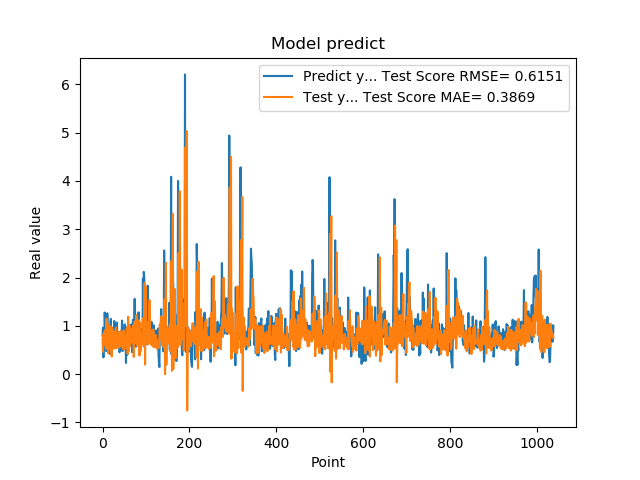 Model predict
Predict y... Test Score RMSE= 0.6151
Test y... Test Score MAE= 0.3869
Real value
6
5
4
3
2
1
0
−1
0
200
400
600
800
1000
Point